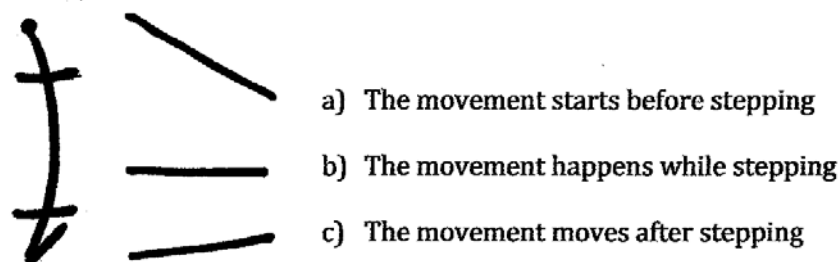 a) The movement starts before stepping
b) The movement happens while stepping
c) The movement moves after stepping